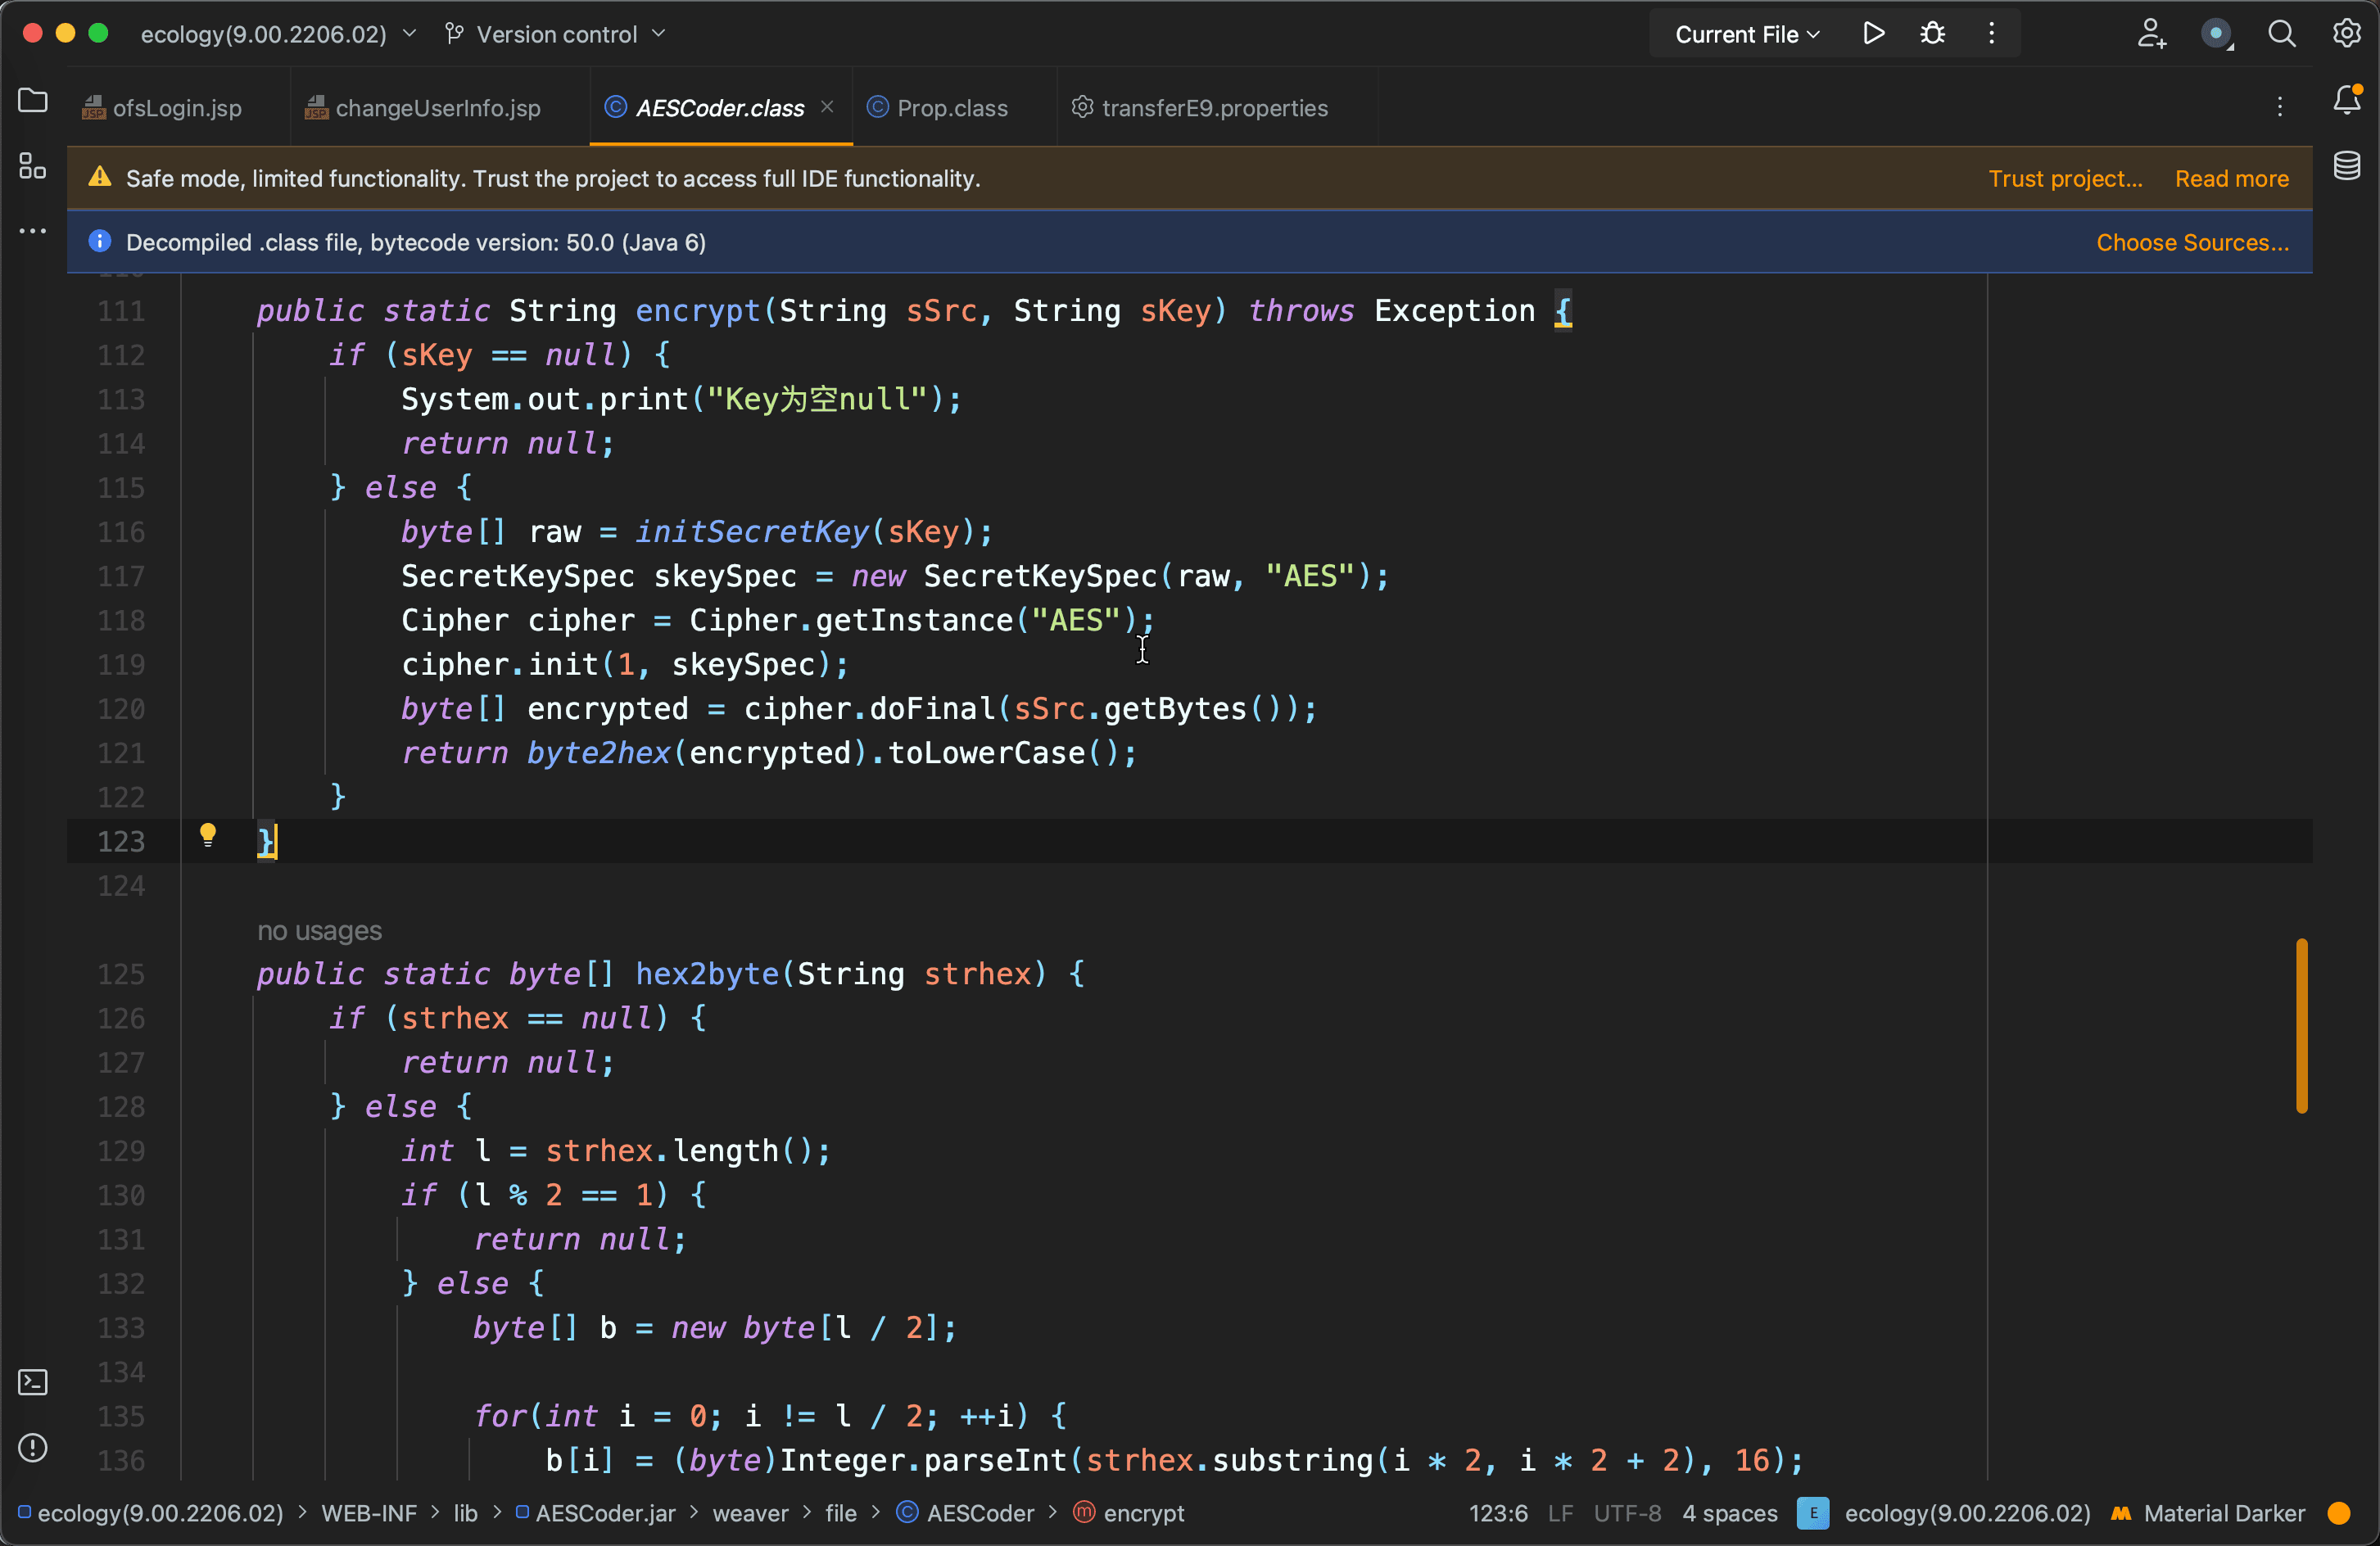 ecology(9.00.2206.02) Version control Current File
ofsLogin.jsp changeUserInfo.jsp AESCoder.class Prop.class transferE9.properties
Safe mode, limited functionality. Trust the project to access full IDE functionality. Trust project... Read more
Decompiled .class file, bytecode version: 50.0 (Java 6) Choose Sources...
111 public static String encrypt(String sSrc, String sKey) throws Exception {
112 if (sKey == null) {
113 System.out.print("Key为空null");
114 return null;
115 } else {
116 byte[] raw = initSecretKey(sKey);
117 SecretKeySpec skeySpec = new SecretKeySpec(raw, "AES");
118 Cipher cipher = Cipher.getInstance("AES");
119 cipher.init(1, skeySpec);
120 byte[] encrypted = cipher.doFinal(sSrc.getBytes());
121 return byte2hex(encrypted).toLowerCase();
122 }
123 }
124
no usages
125 public static byte[] hex2byte(String strhex) {
126 if (strhex == null) {
127 return null;
128 } else {
129 int l = strhex.length();
130 if (l % 2 == 1) {
131 return null;
132 } else {
133 byte[] b = new byte[l / 2];
134
135 for(int i = 0; i != l / 2; ++i) {
136 b[i] = (byte)Integer.parseInt(strhex.substring(i * 2, i * 2 + 2), 16);
ecology(9.00.2206.02) > WEB-INF > lib > AESCoder.jar > weaver > file > AESCoder > encrypt 123:6 LF UTF-8 4 spaces E ecology(9.00.2206.02) Material Darker